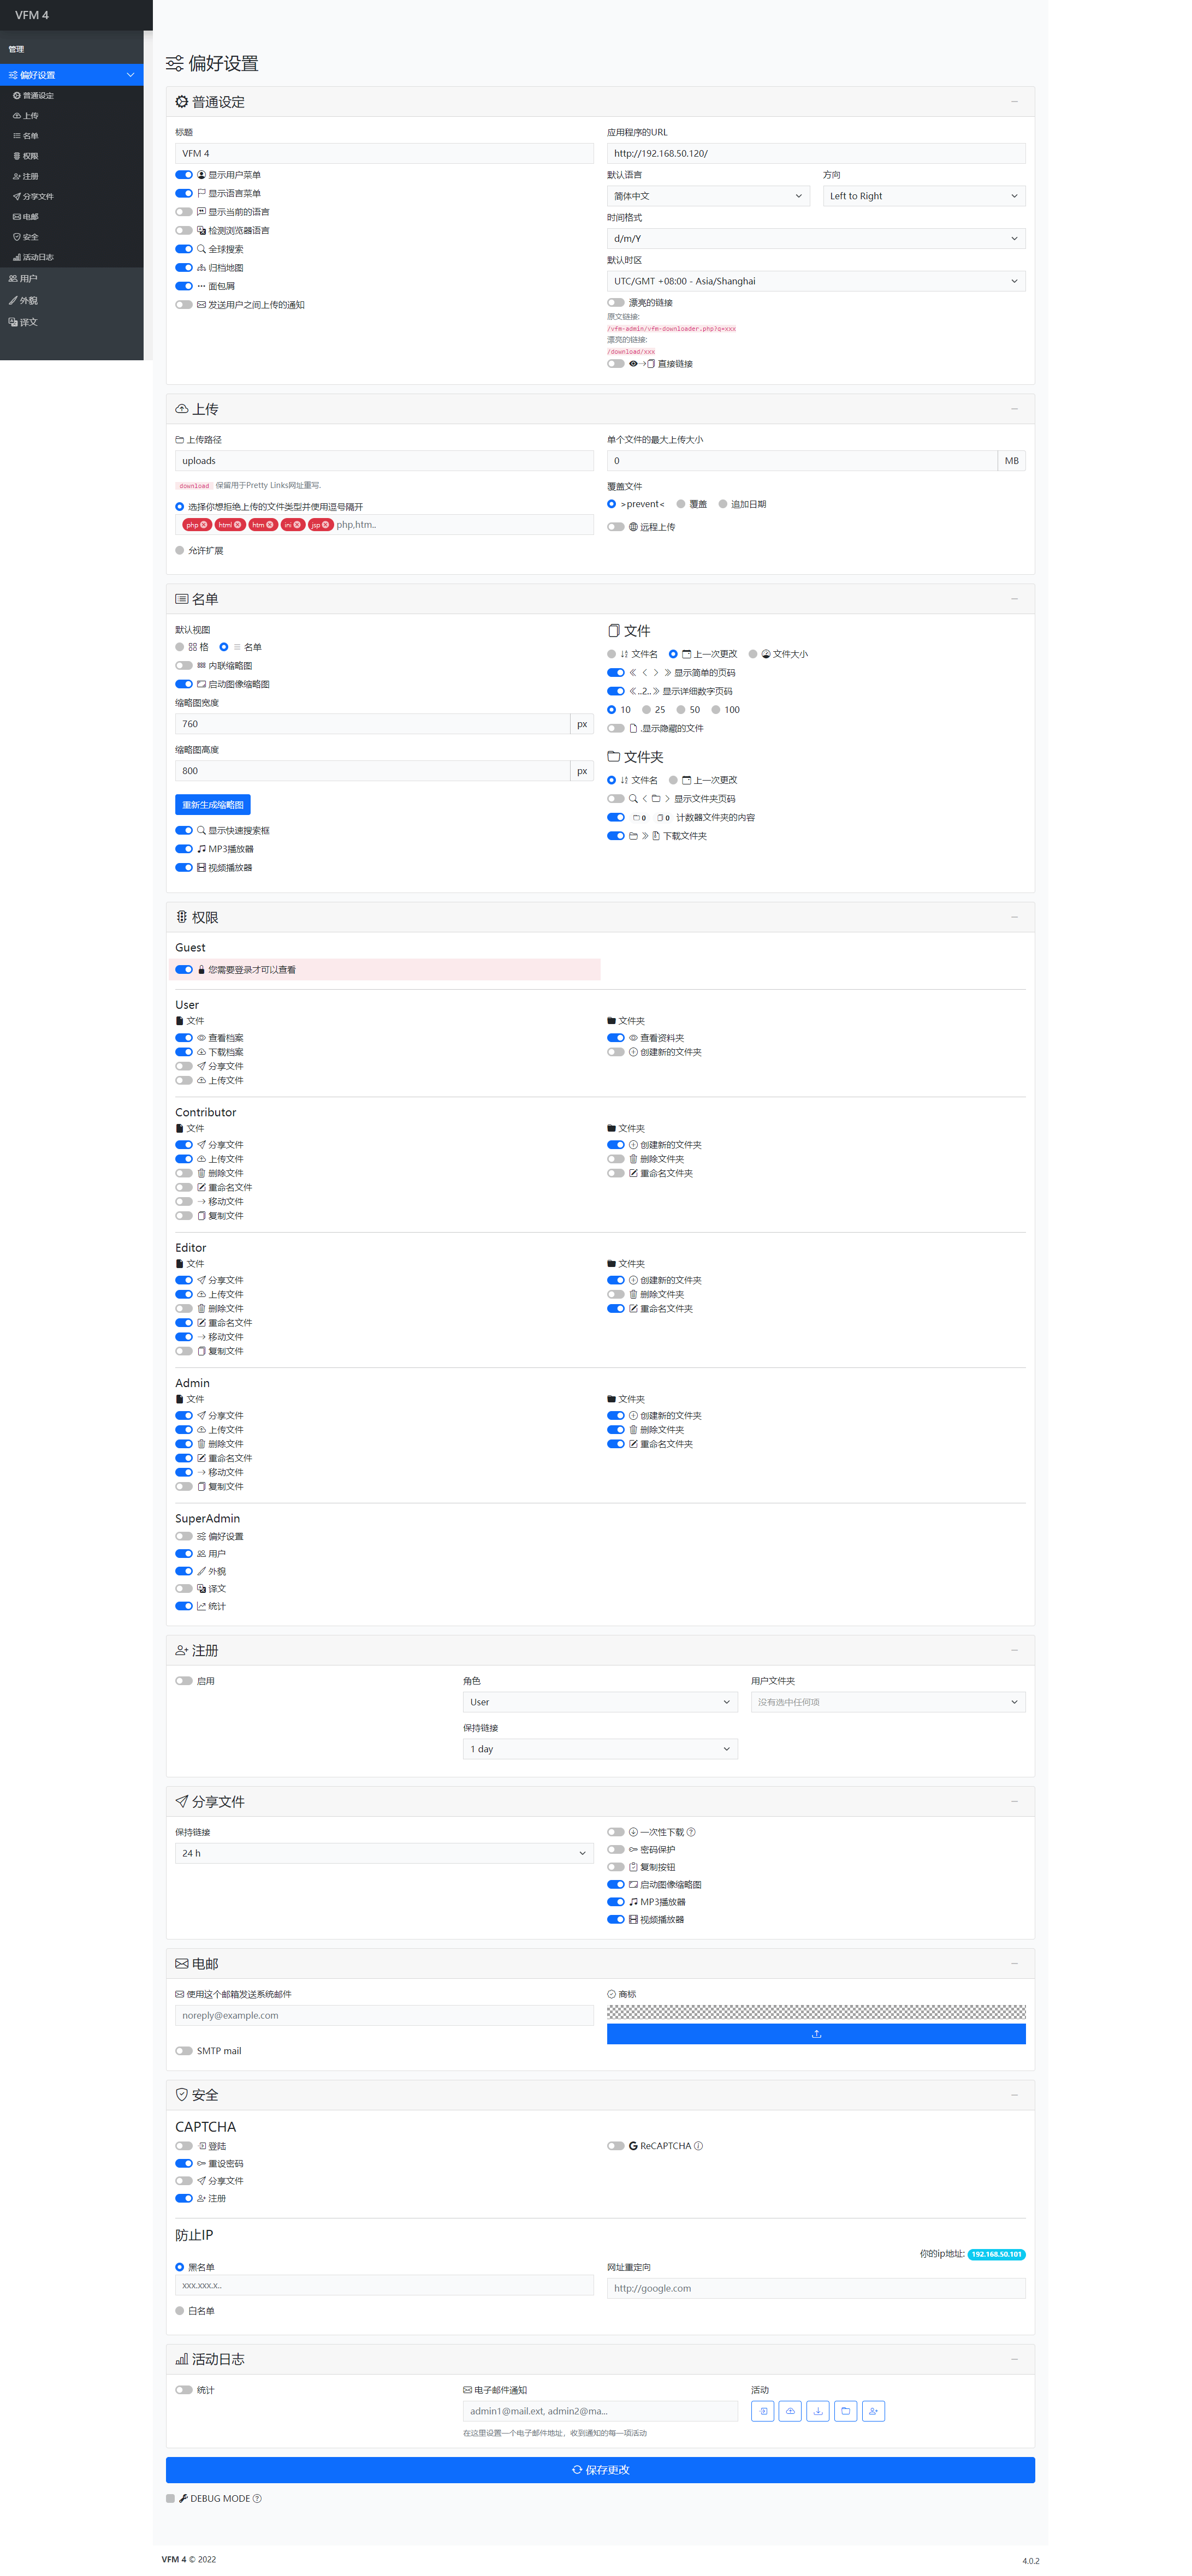 VFM 4
管理
偏好设置
普通设定
上传
名单
权限
注册
分享文件
电邮
安全
活动日志
用户
外貌
译文
偏好设置
普通设定
标题
VFM 4
显示用户菜单
显示语言菜单
显示当前的语言
检测浏览器语言
全球搜索
归档地图
面包屑
发送用户之间上传的通知
应用程序的URL
http://192.168.50.120/
默认语言 方向
简体中文 Left to Right
时间格式
d/m/Y
默认时区
UTC/GMT +08:00 - Asia/Shanghai
漂亮的链接
原文链接:
/vfm-admin/vfm-downloader.php?q=xxx
漂亮的链接:
/download/xxx
直接链接
上传
上传路径
uploads
download 保留用于Pretty Links网址重写.
选择你想拒绝上传的文件类型并使用逗号隔开
php html htm ini jsp php,htm..
允许扩展
单个文件的最大上传大小
0 MB
覆盖文件
>prevent< 覆盖 追加日期
远程上传
名单
默认视图
格 名单
内联缩略图
启动图像缩略图
缩略图宽度
760 px
缩略图高度
800 px
重新生成缩略图
显示快速搜索框
MP3播放器
视频播放器
文件
文件名 上一次更改 文件大小
显示简单的页码
..2.. 显示详细数字页码
10 25 50 100
.显示隐藏的文件
文件夹
文件名 上一次更改
显示文件夹页码
0 0 计数器文件夹的内容
下载文件夹
权限
Guest
您需要登录才可以查看
User
文件
查看档案
下载档案
分享文件
上传文件
文件夹
查看资料夹
创建新的文件夹
Contributor
文件
分享文件
上传文件
删除文件
重命名文件
移动文件
复制文件
文件夹
创建新的文件夹
删除文件夹
重命名文件夹
Editor
文件
分享文件
上传文件
删除文件
重命名文件
移动文件
复制文件
文件夹
创建新的文件夹
删除文件夹
重命名文件夹
Admin
文件
分享文件
上传文件
删除文件
重命名文件
移动文件
复制文件
文件夹
创建新的文件夹
删除文件夹
重命名文件夹
SuperAdmin
偏好设置
用户
外貌
译文
统计
注册
启用
角色
User
保持链接
1 day
用户文件夹
没有选中任何项
分享文件
保持链接
24 h
一次性下载
密码保护
复制按钮
启动图像缩略图
MP3播放器
视频播放器
电邮
使用这个邮箱发送系统邮件
noreply@example.com
SMTP mail
商标
安全
CAPTCHA
登陆
重设密码
分享文件
注册
ReCAPTCHA
防止IP
你的ip地址: 192.168.50.101
黑名单
xxx.xxx.x..
白名单
网址重定向
http://google.com
活动日志
统计
电子邮件通知
admin1@mail.ext, admin2@ma...
在这里设置一个电子邮件地址，收到通知的每一项活动
活动
保存更改
DEBUG MODE
VFM 4 © 2022
4.0.2